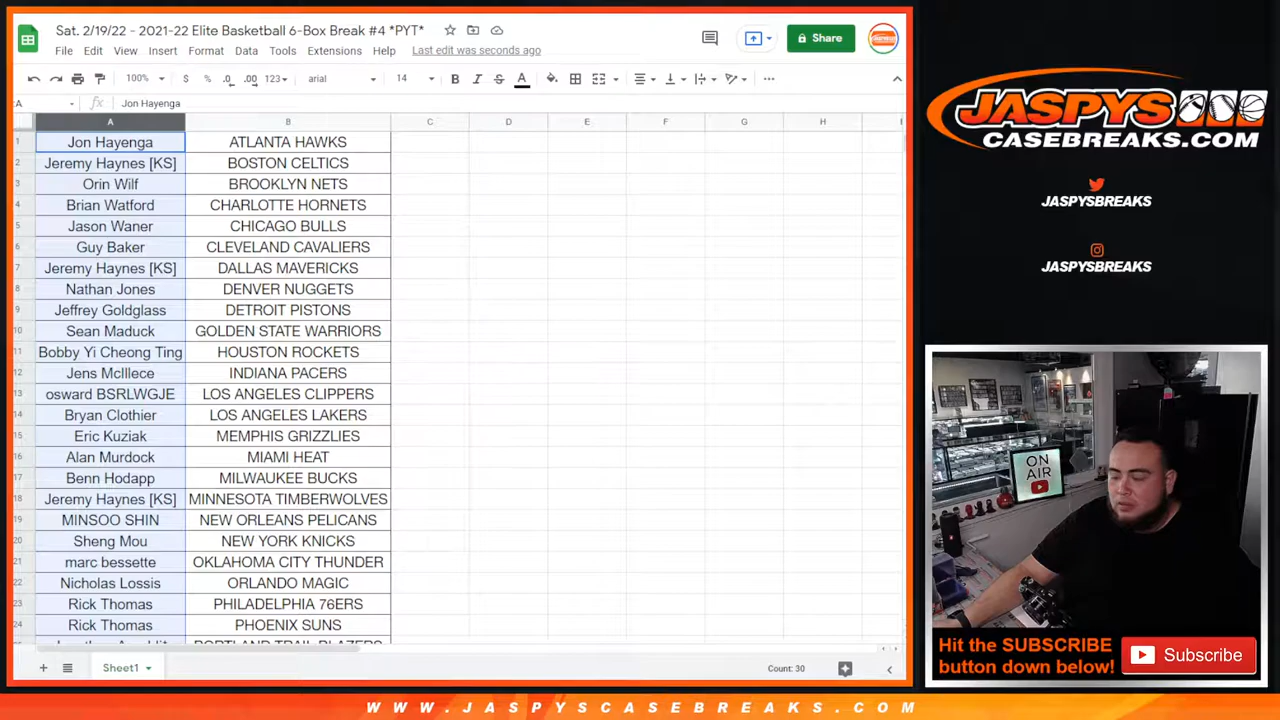 Sat. 2/19/22 - 2021-22 Elite Basketball 6-Box Break #4 *PYT*
File Edit View Insert Format Data Tools Extensions Help Last edit was seconds ago
Share
100% $ % .0 .00 123 arial 14 B I S A
A fx Jon Hayenga
A B C D E F G H I
1 Jon Hayenga ATLANTA HAWKS
2 Jeremy Haynes [KS] BOSTON CELTICS
3 Orin Wilf BROOKLYN NETS
4 Brian Watford CHARLOTTE HORNETS
5 Jason Waner CHICAGO BULLS
6 Guy Baker CLEVELAND CAVALIERS
7 Jeremy Haynes [KS] DALLAS MAVERICKS
8 Nathan Jones DENVER NUGGETS
9 Jeffrey Goldglass DETROIT PISTONS
10 Sean Maduck GOLDEN STATE WARRIORS
11 Bobby Yi Cheong Ting HOUSTON ROCKETS
12 Jens McIllece INDIANA PACERS
13 osward BSRLWGJE LOS ANGELES CLIPPERS
14 Bryan Clothier LOS ANGELES LAKERS
15 Eric Kuziak MEMPHIS GRIZZLIES
16 Alan Murdock MIAMI HEAT
17 Benn Hodapp MILWAUKEE BUCKS
18 Jeremy Haynes [KS] MINNESOTA TIMBERWOLVES
19 MINSOO SHIN NEW ORLEANS PELICANS
20 Sheng Mou NEW YORK KNICKS
21 marc bessette OKLAHOMA CITY THUNDER
22 Nicholas Lossis ORLANDO MAGIC
23 Rick Thomas PHILADELPHIA 76ERS
24 Rick Thomas PHOENIX SUNS
PORTLAND TRAIL BLAZERS
Sheet1
Count: 30
JASPYS
CASEBREAKS.COM
JASPYSBREAKS
JASPYSBREAKS
ON
AIR
Hit the SUBSCRIBE
button down below!
Subscribe
WWW.JASPYSCASEBREAKS.COM